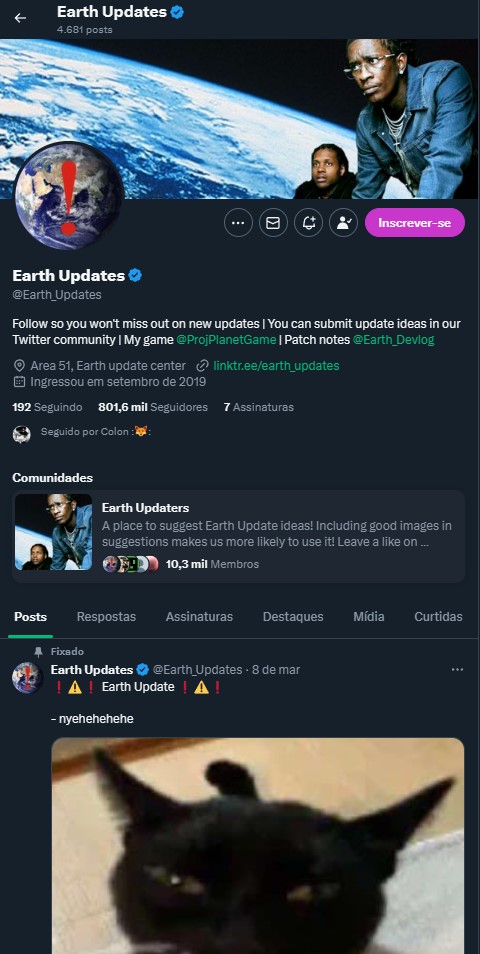 Earth Updates
4.681 posts
Inscrever-se
Earth Updates
@Earth_Updates
Follow so you won't miss out on new updates | You can submit update ideas in our
Twitter community | My game @ProjPlanetGame | Patch notes @Earth_Devlog
Area 51, Earth update center linktr.ee/earth_updates
Ingressou em setembro de 2019
192 Seguindo 801,6 mil Seguidores 7 Assinaturas
Seguido por Colon :🦊:
Comunidades
Earth Updaters
A place to suggest Earth Update ideas! Including good images in
suggestions makes us more likely to use it! Leave a like on ...
10,3 mil Membros
Posts Respostas Assinaturas Destaques Mídia Curtidas
Fixado
Earth Updates @Earth_Updates · 8 de mar
❗⚠️❗ Earth Update ❗⚠️❗
- nyehehehehe